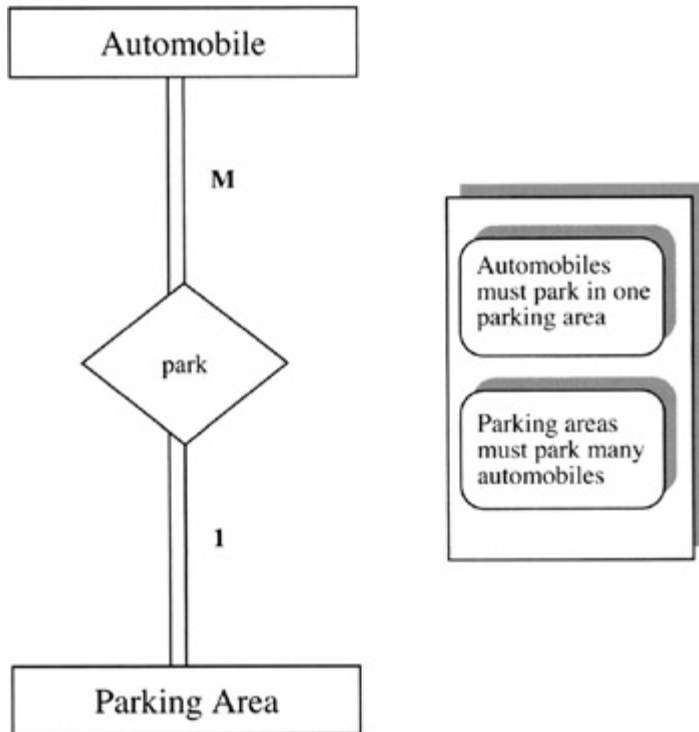 Automobile
M
park
1
Parking Area
Automobiles
must park in one
parking area
Parking areas
must park many
automobiles